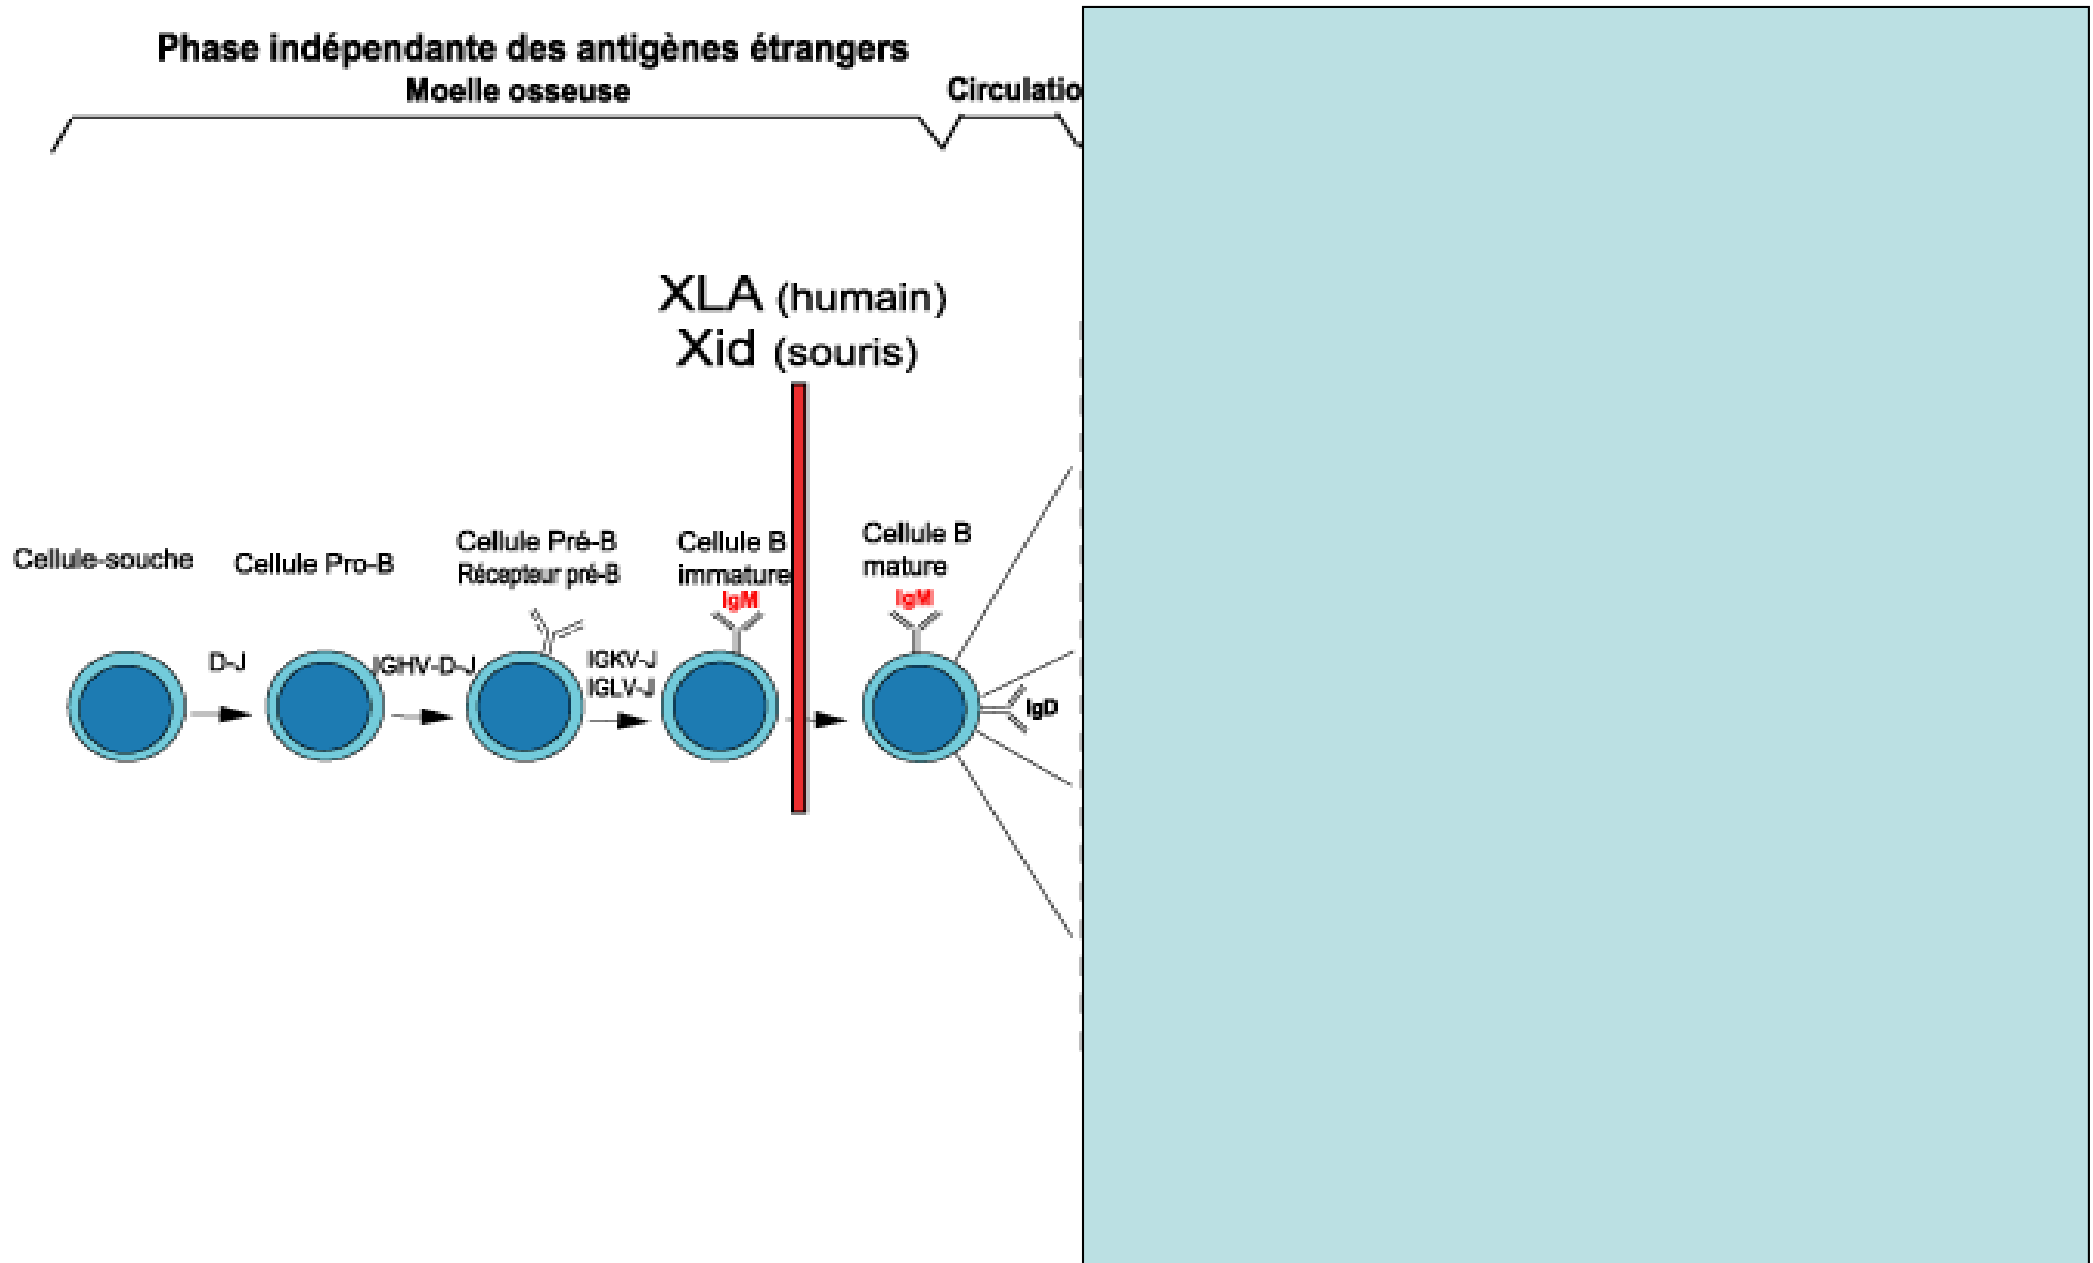 Phase indépendante des antigènes étrangers
Moelle osseuse
Circulatio
XLA (humain)
Xid (souris)
Cellule-souche
Cellule Pro-B
Cellule Pré-B
Récepteur pré-B
Cellule B
immature
IgM
Cellule B
mature
IgM
D-J
IGHV-D-J
IGKV-J
IGLV-J
IgD